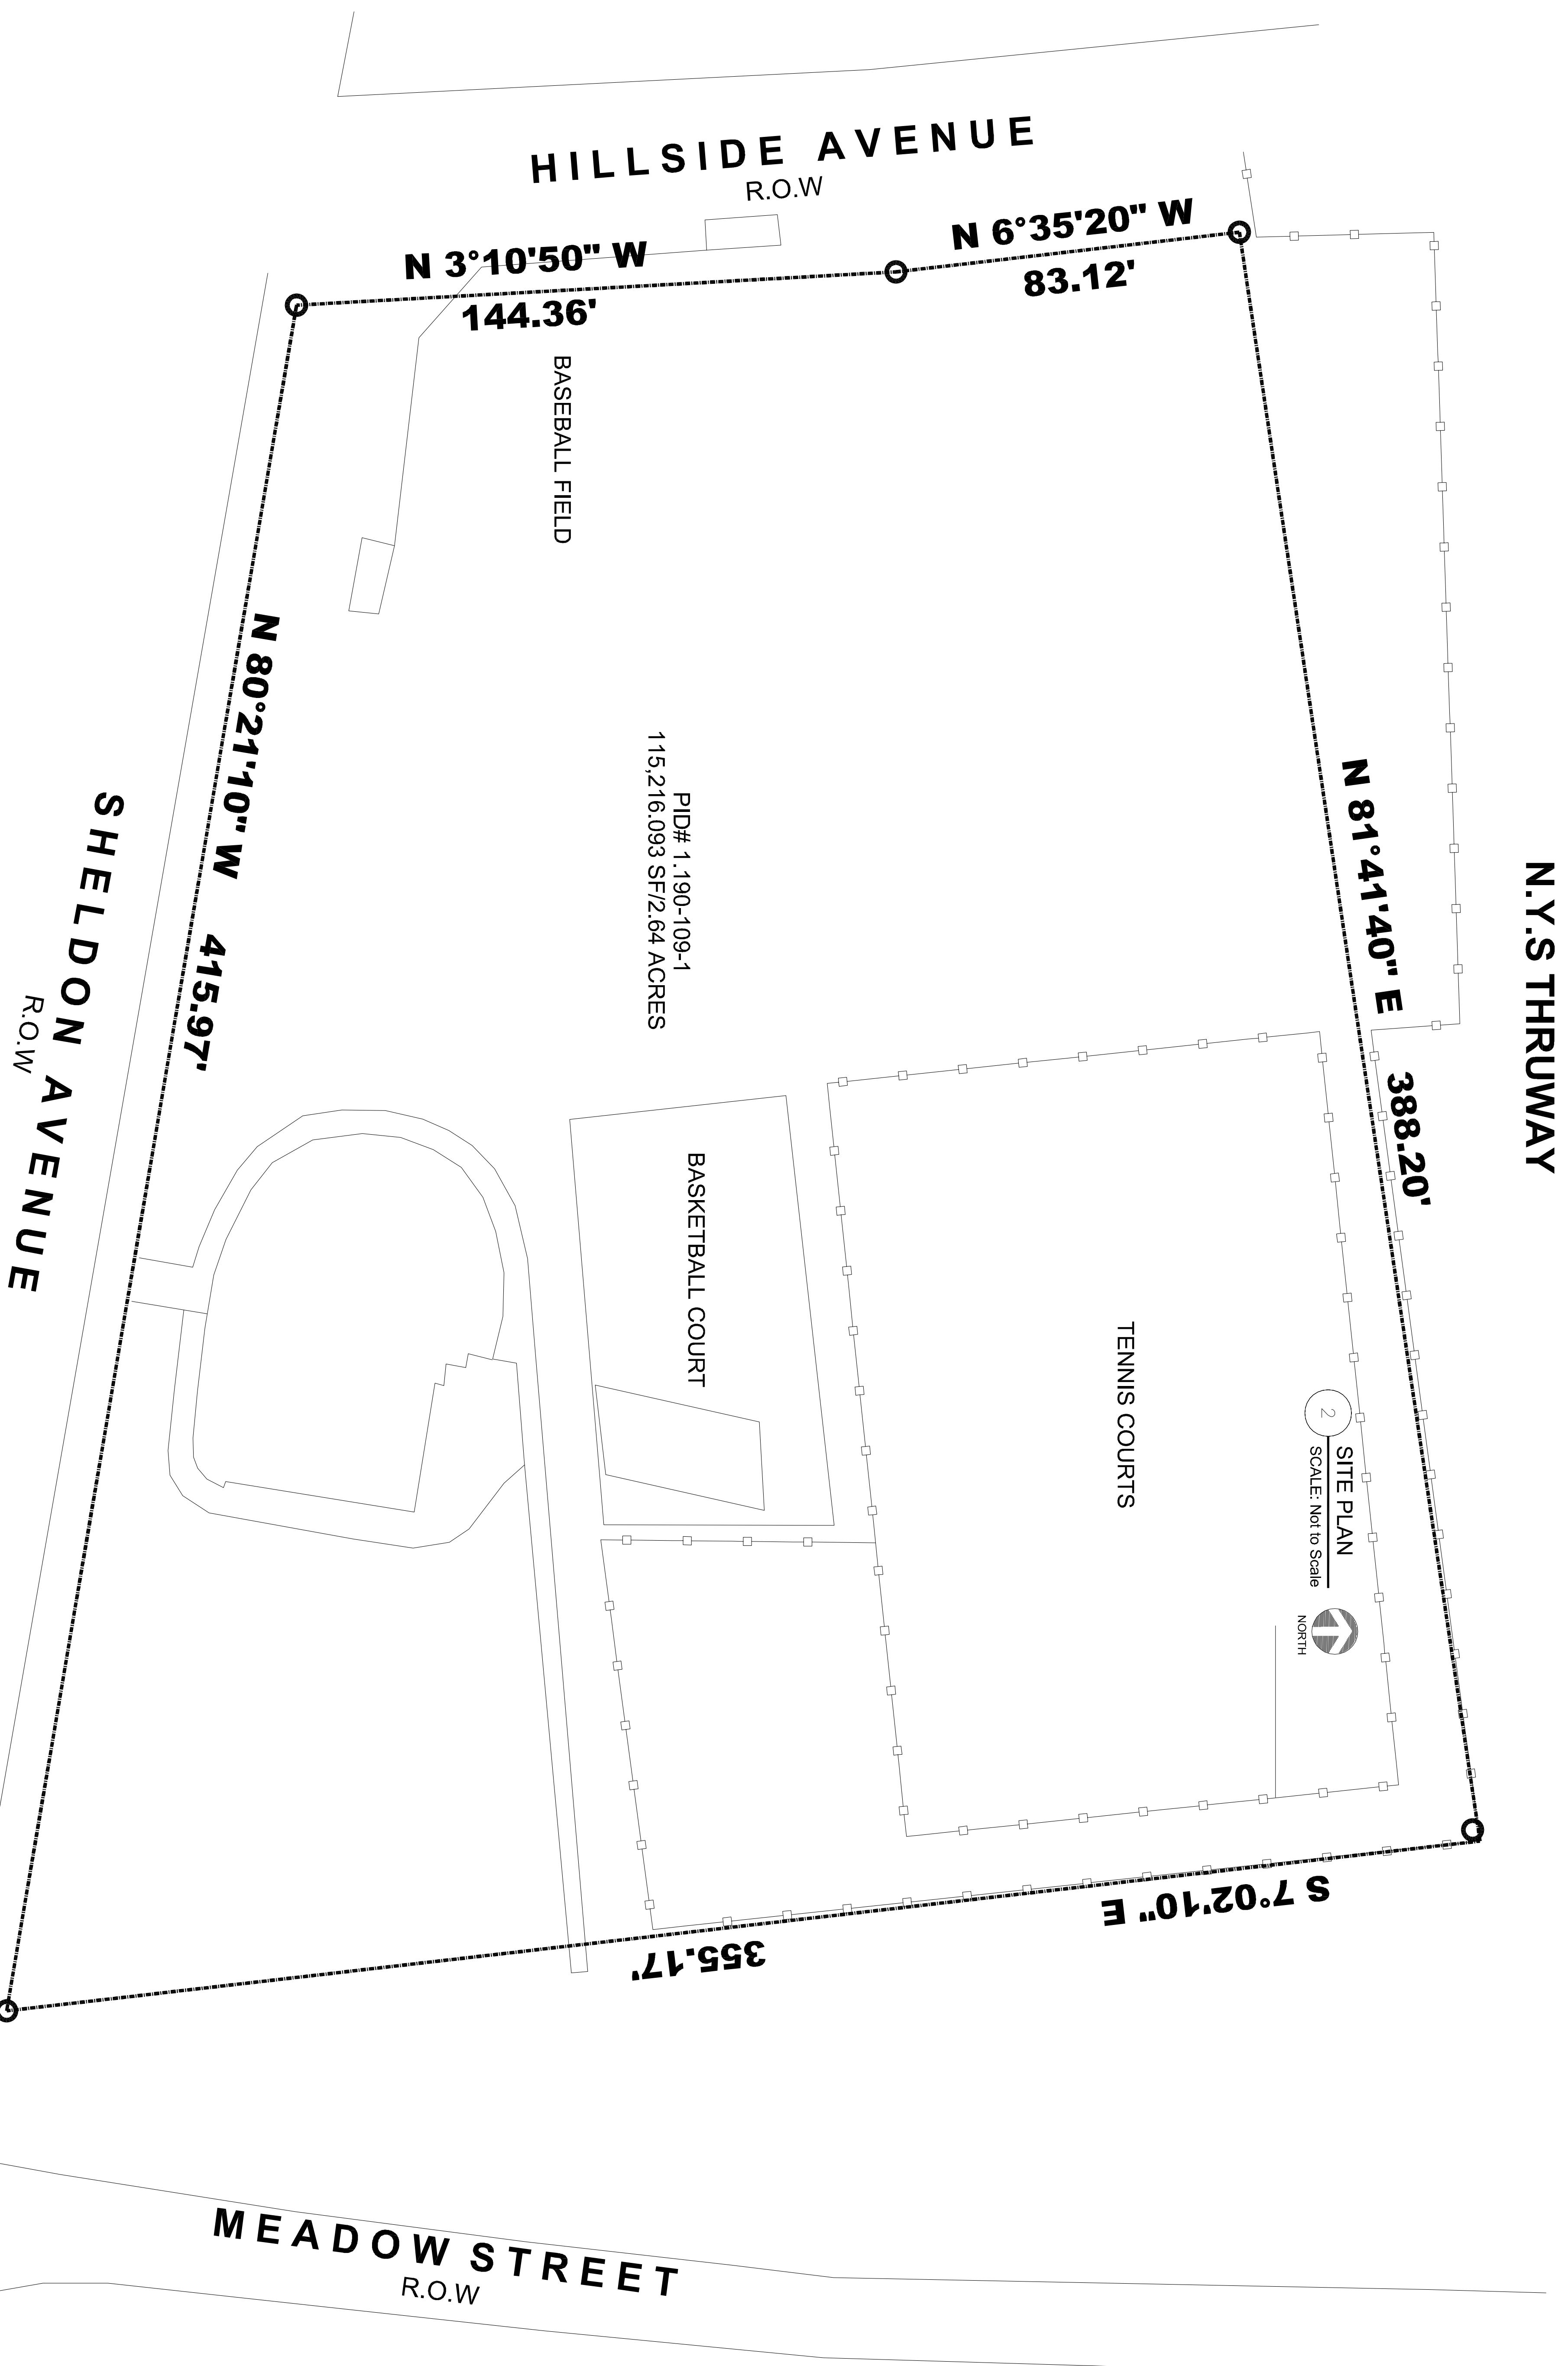 HILLSIDE AVENUE
R.O.W
N 3°10'50" W
144.36'
N 6°35'20" W
83.12'
BASEBALL FIELD
N 80°21'10" W 415.97'
SHELDON AVENUE
R.O.W
PID# 1.190-109-1
115,216.093 SF/2.64 ACRES
N 81°41'40" E 388.20'
N.Y.S THRUWAY
BASKETBALL COURT
TENNIS COURTS
2
SITE PLAN
SCALE: Not to Scale
NORTH
S 7°02'10" E
355.17'
MEADOW STREET
R.O.W